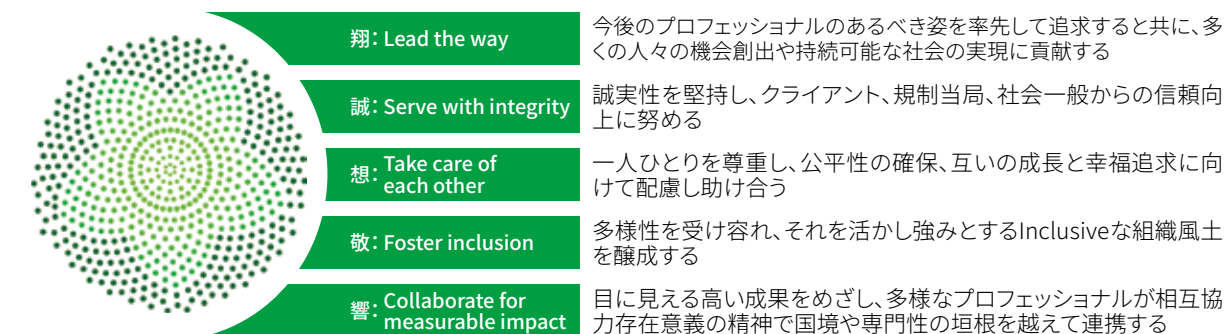 翔：Lead the way
今後のプロフェッショナルのあるべき姿を率先して追求すると共に、多
くの人々の機会創出や持続可能な社会の実現に貢献する
誠：Serve with integrity
誠実性を堅持し、クライアント、規制当局、社会一般からの信頼向
上に努める
想：Take care of
each other
一人ひとりを尊重し、公平性の確保、互いの成長と幸福追求に向
けて配慮し助け合う
敬：Foster inclusion
多様性を受け容れ、それを活かし強みとするInclusiveな組織風土
を醸成する
響：Collaborate for
measurable impact
目に見える高い成果をめざし、多様なプロフェッショナルが相互協
力存在意義の精神で国境や専門性の垣根を越えて連携する